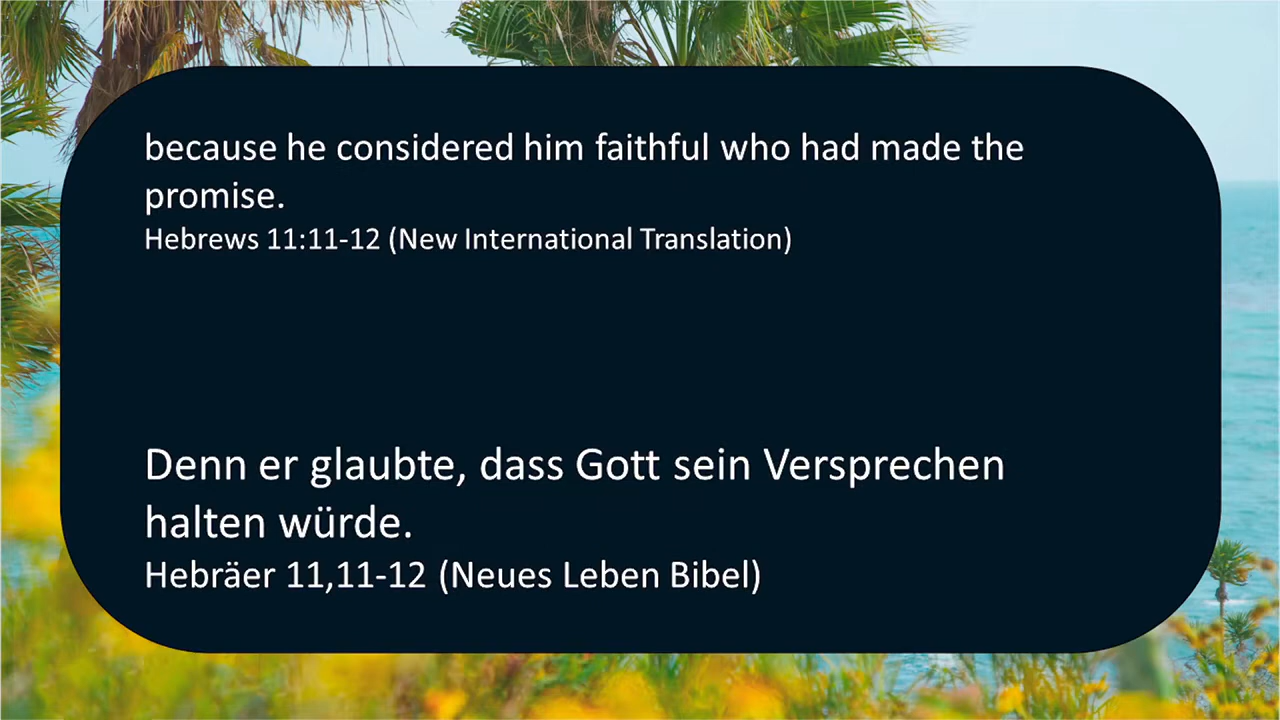 because he considered him faithful who had made the
promise.
Hebrews 11:11-12 (New International Translation)
Denn er glaubte, dass Gott sein Versprechen
halten würde.
Hebräer 11,11-12 (Neues Leben Bibel)